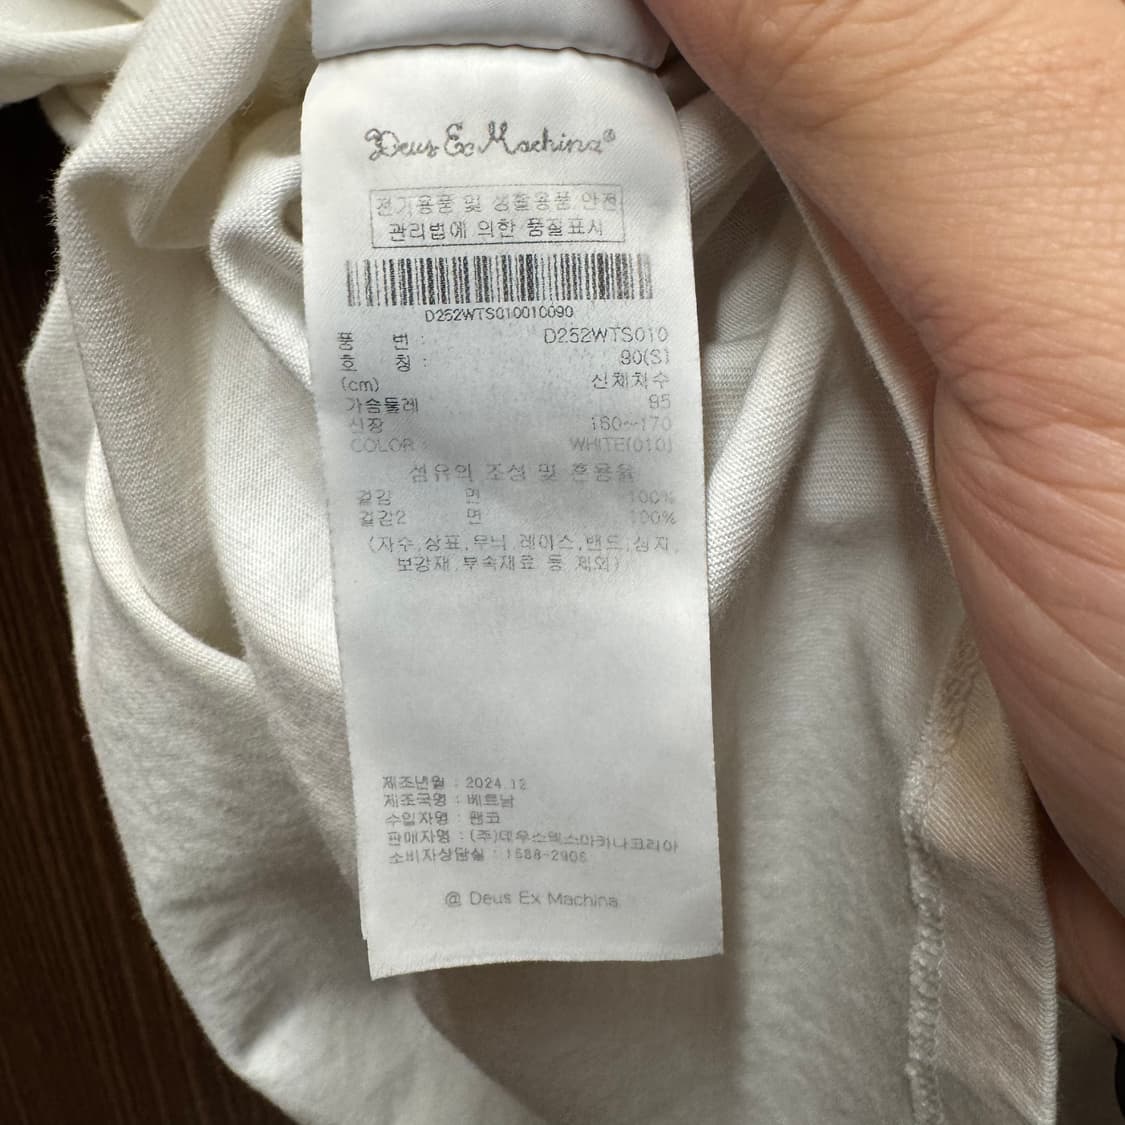 Deus Ex Machina®
전기용품 및 생활용품 안전
관리법에 의한 품질표시
D252WTS010010090
품 번 : D252WTS010
호 칭 : 90(S)
(cm) 신체치수
가슴둘레 85
신장 160~170
COLOR : WHITE(010)
섬유의 조성 및 혼용율
겉감 면 100%
겉감2 면 100%
(자수,상표,무늬,레이스,밴드,심지,
보강재,부속재료 등 제외)
제조년월 : 2024.12
제조국명 : 베트남
수입자명 : 팬코
판매자명 : (주)데우스엑스마키나코리아
소비자상담실 : 1588-2906
@ Deus Ex Machina